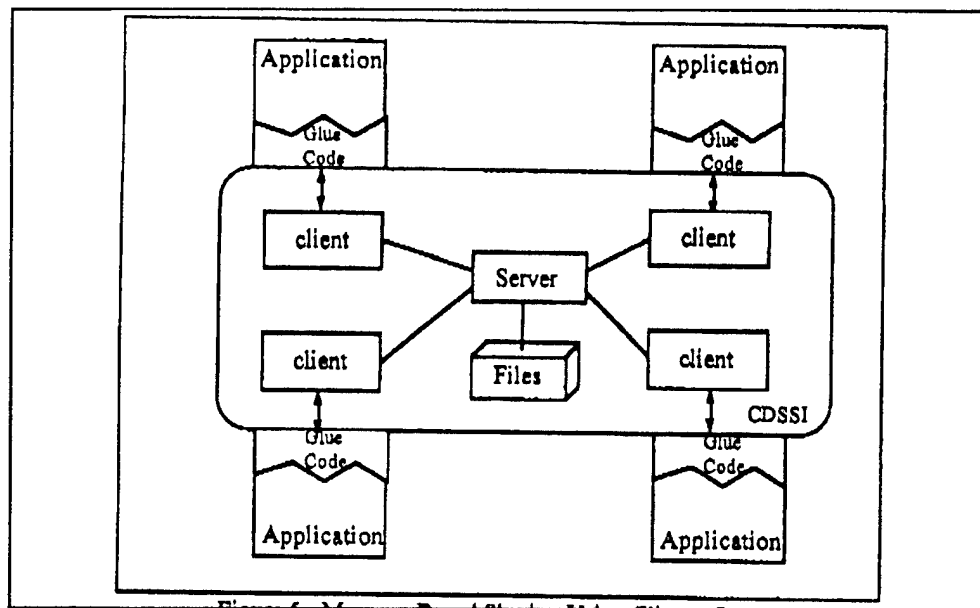 Application
Application
Glue
Code
Glue
Code
client
client
Server
client
client
Files
CDSSI
Glue
Code
Glue
Code
Application
Application